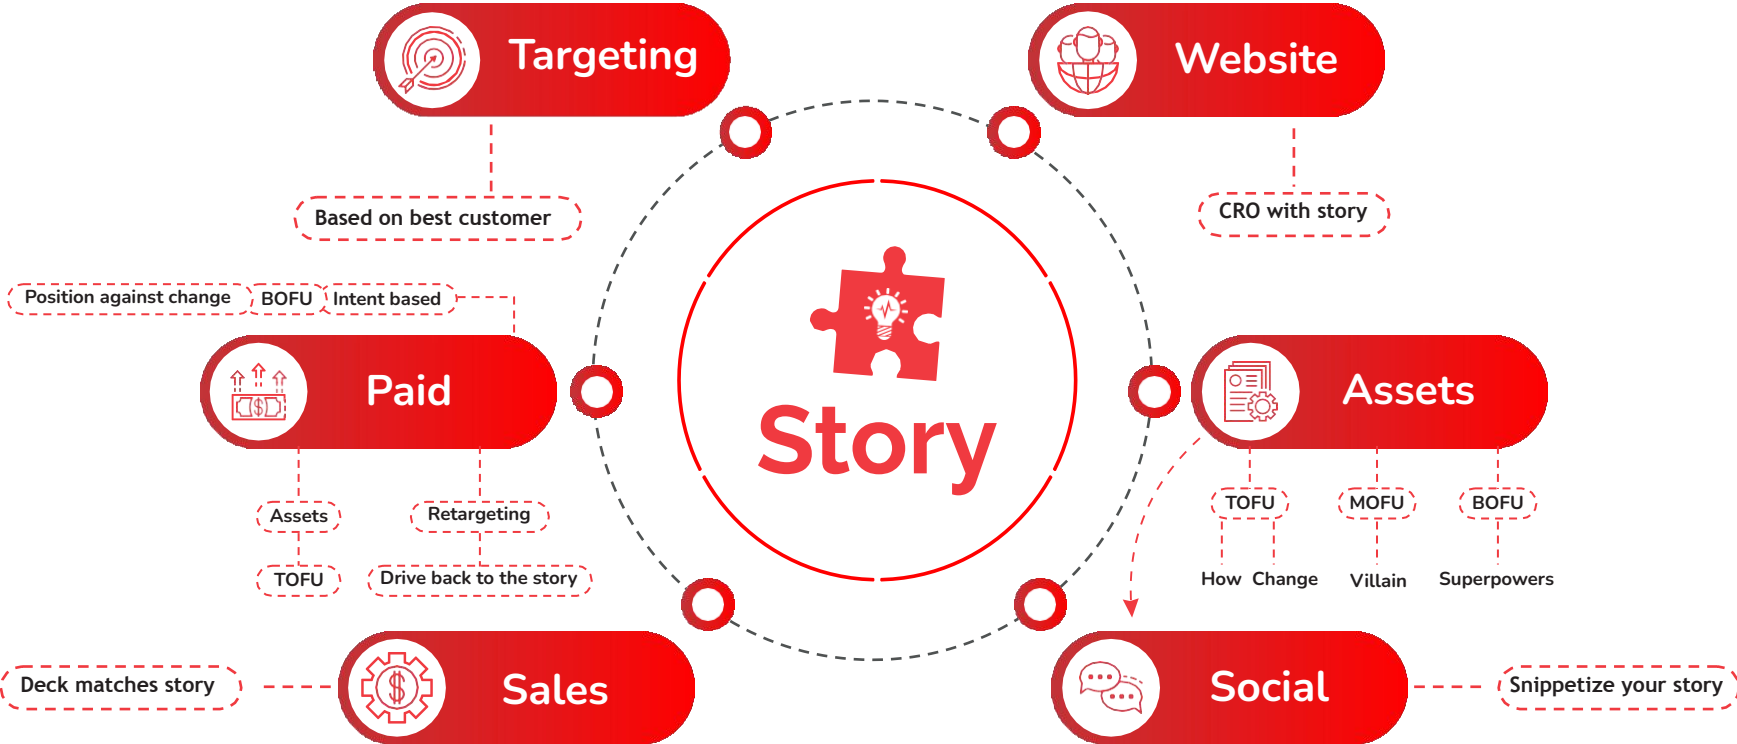 Targeting
Website
Based on best customer
CRO with story
Position against change
BOFU
Intent based
Paid
Assets
Story
Assets
Retargeting
TOFU
MOFU
BOFU
TOFU
Drive back to the story
How
Change
Villain
Superpowers
Deck matches story
Sales
Social
Snippetize your story